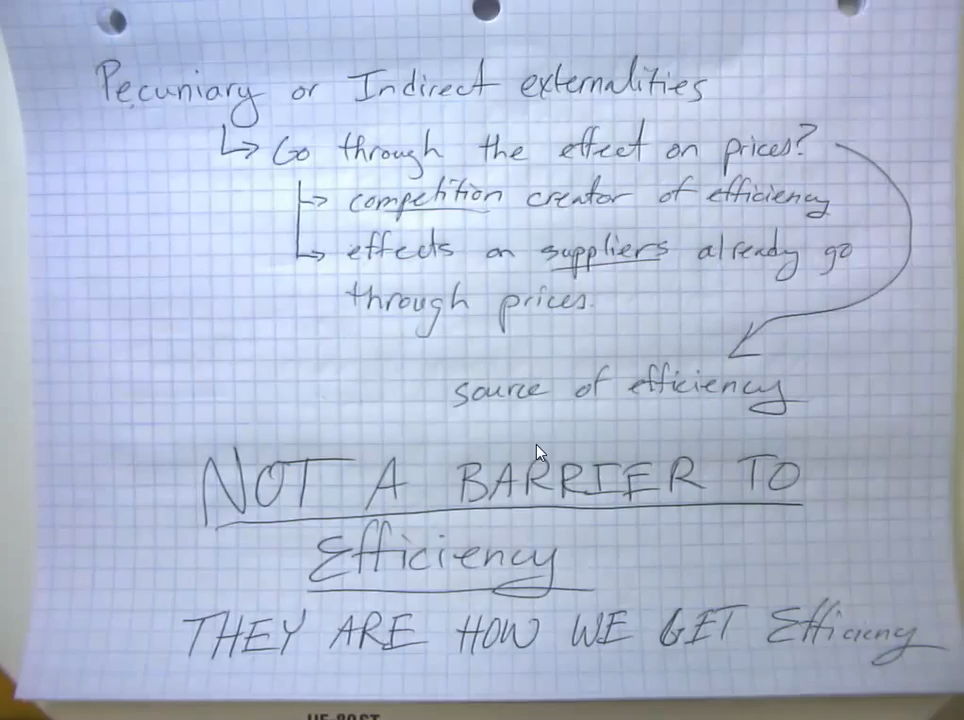 Pecuniary or Indirect externalities
↳ Go through the effect on prices?
↳ competition creator of efficiency
↳ effects on suppliers already go
through prices.
source of efficiency
NOT A BARRIER TO
Efficiency
THEY ARE HOW WE GET Efficiency